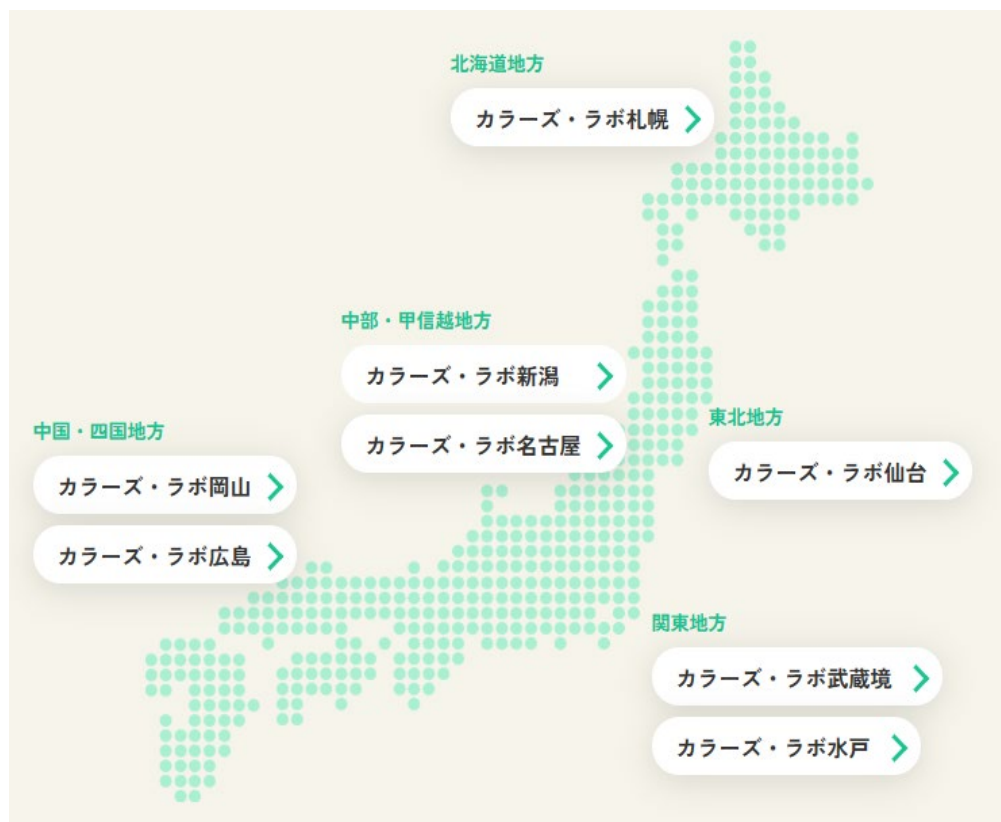 北海道地方
カラーズ・ラボ札幌
中部・甲信越地方
カラーズ・ラボ新潟
カラーズ・ラボ名古屋
中国・四国地方
カラーズ・ラボ岡山
カラーズ・ラボ広島
東北地方
カラーズ・ラボ仙台
関東地方
カラーズ・ラボ武蔵境
カラーズ・ラボ水戸